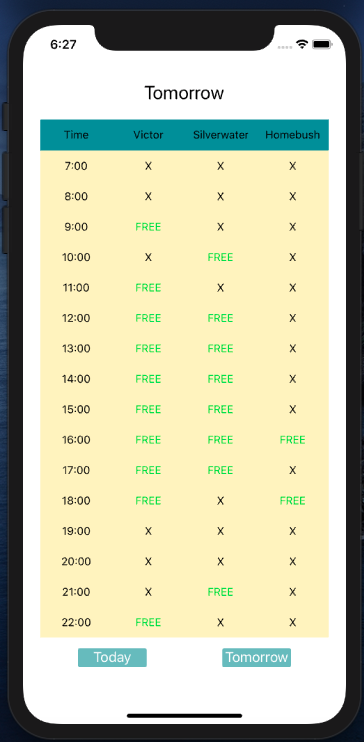 6:27
Tomorrow
Time Victor Silverwater Homebush
7:00 X X X
8:00 X X X
9:00 FREE X X
10:00 X FREE X
11:00 FREE X X
12:00 FREE FREE X
13:00 FREE FREE X
14:00 FREE FREE X
15:00 FREE FREE X
16:00 FREE FREE FREE
17:00 FREE FREE X
18:00 FREE X FREE
19:00 X X X
20:00 X X X
21:00 X FREE X
22:00 FREE X X
Today Tomorrow